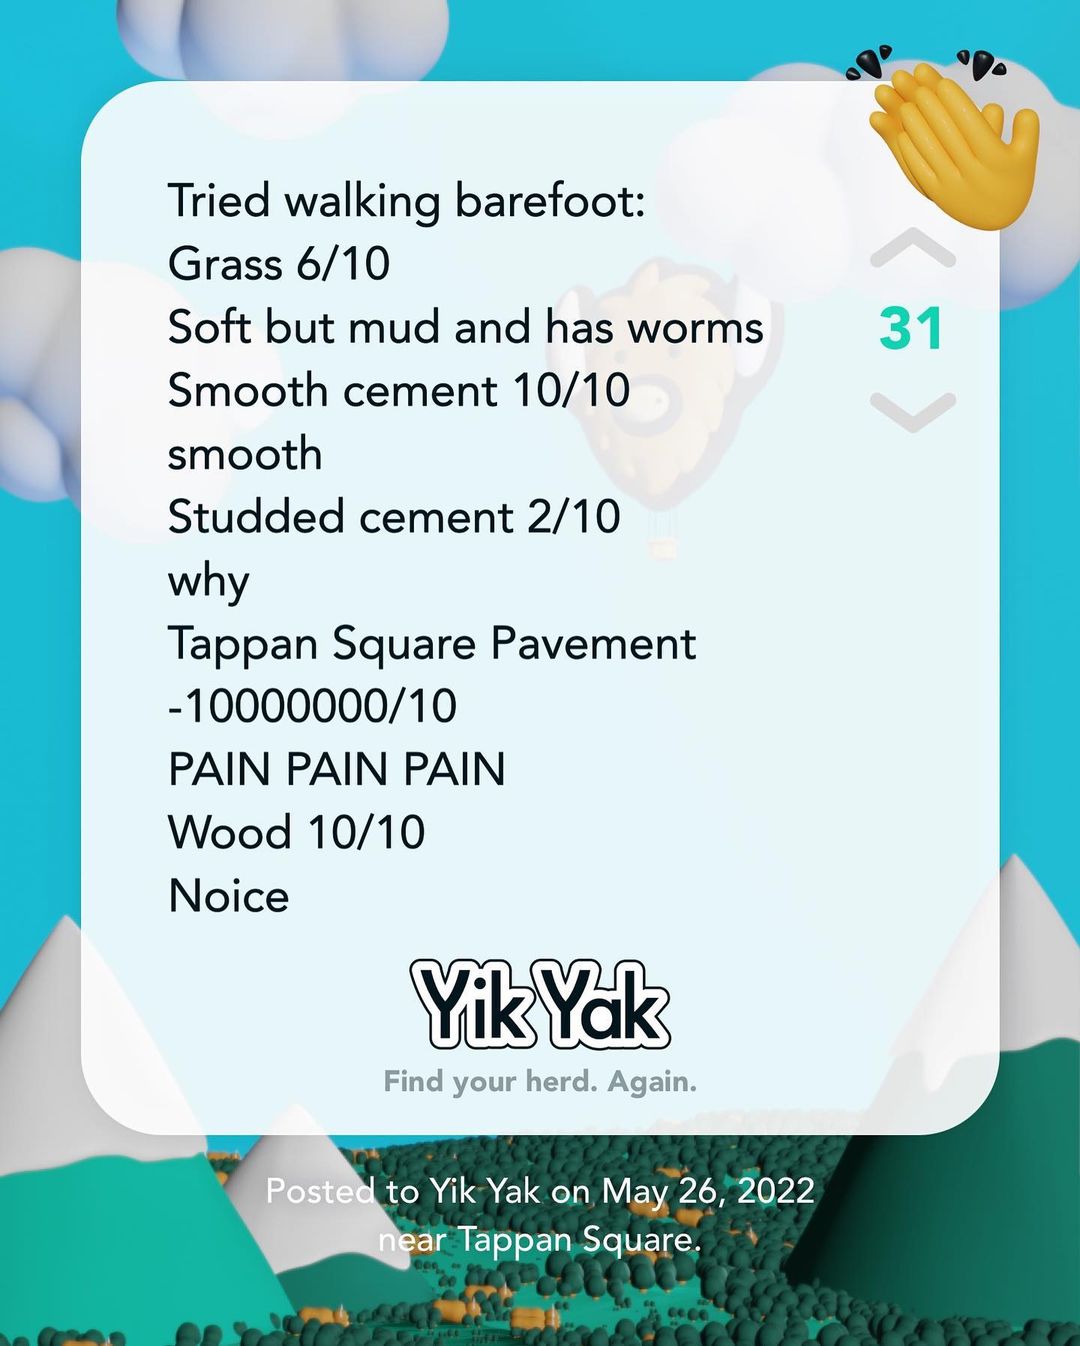 Tried walking barefoot:
Grass 6/10
Soft but mud and has worms
Smooth cement 10/10
smooth
Studded cement 2/10
why
Tappan Square Pavement
-10000000/10
PAIN PAIN PAIN
Wood 10/10
Noice
31
Yik Yak
Find your herd. Again.
Posted to Yik Yak on May 26, 2022
near Tappan Square.